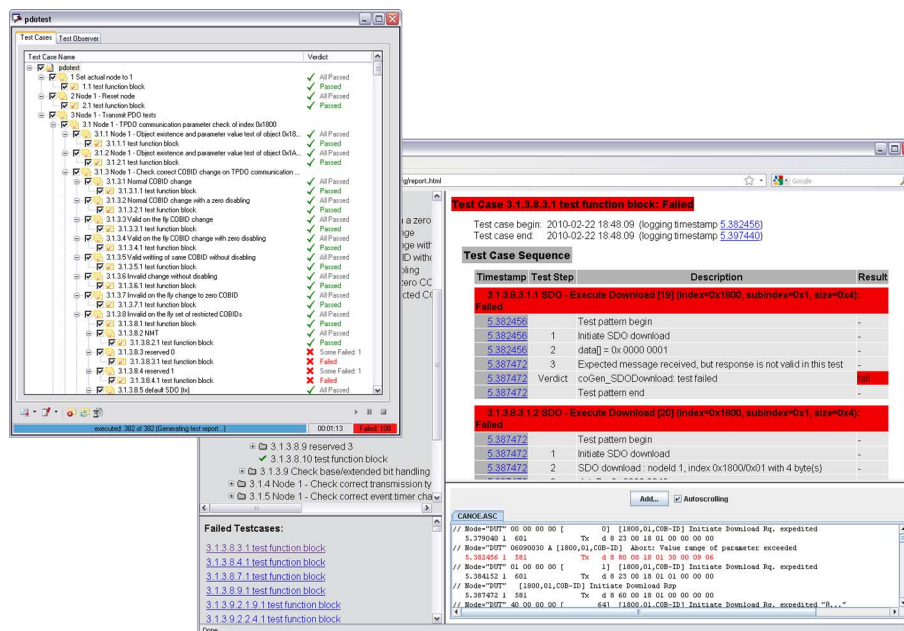 pdotest
Test Cases Test Observer
Test Case Name Verdict
pdotest
1 Set actual node to 1 All Passed
1.1 test function block Passed
2 Node 1 - Reset node All Passed
2.1 test function block Passed
3 Node 1 - Transmit PDO tests
3.1 Node 1 - TPDO communication parameter check of index 0x1800
3.1.1 Node 1 - Object existence and parameter value test of object 0x18... All Passed
3.1.1.1 test function block Passed
3.1.2 Node 1 - Object existence and parameter value test of object 0x1A... All Passed
3.1.2.1 test function block Passed
3.1.3 Node 1 - Check correct COBID change on TPDO communication ...
3.1.3.1 Normal COBID change All Passed
3.1.3.1.1 test function block Passed
3.1.3.2 Normal COBID change with a zero disabling All Passed
3.1.3.2.1 test function block Passed
3.1.3.3 Valid on the fly COBID change All Passed
3.1.3.3.1 test function block Passed
3.1.3.4 Valid on the fly COBID change with zero disabling All Passed
3.1.3.4.1 test function block Passed
3.1.3.5 Valid writting of same COBID without disabling All Passed
3.1.3.5.1 test function block Passed
3.1.3.6 Invalid change without disabling All Passed
3.1.3.6.1 test function block Passed
3.1.3.7 Invalid on the fly change to zero COBID All Passed
3.1.3.7.1 test function block Passed
3.1.3.8 Invalid on the fly set of restricted COBIDs
3.1.3.8.1 test function block Passed
3.1.3.8.2 NMT All Passed
3.1.3.8.2.1 test function block Passed
3.1.3.8.3 reserved 0 Some Failed: 1
3.1.3.8.3.1 test function block Failed
3.1.3.8.4 reserved 1 Some Failed: 1
3.1.3.8.4.1 test function block Failed
3.1.3.8.5 default SDO (tx) All Passed
executed: 382 of 382 (Generating test report...) 00:01:13 Failed: 109
g/report.html
Google
a zero
ge
nge with
ID witho
bling
zero CO
cted CO
3.1.3.8.9 reserved 3
3.1.3.8.10 test function block
3.1.3.9 Check base/extended bit handling
3.1.4 Node 1 - Check correct transmission ty
3.1.5 Node 1 - Check correct event timer cha
Failed Testcases:
3.1.3.8.3.1 test function block
3.1.3.8.4.1 test function block
3.1.3.8.7.1 test function block
3.1.3.8.9.1 test function block
3.1.3.9.2.1.9.1 test function block
3.1.3.9.2.2.4.1 test function block
Done
Test Case 3.1.3.8.3.1 test function block: Failed
Test case begin: 2010-02-22 18:48.09 (logging timestamp 5.382456)
Test case end: 2010-02-22 18:48.09 (logging timestamp 5.397440)
Test Case Sequence
Timestamp Test Step Description Result
3.1.3.8.3.1.1 SDO - Execute Download [19] (index=0x1800, subindex=0x1, size=0x4):
Failed
5.382456 Test pattern begin -
5.382456 1 Initiate SDO download -
5.382456 2 data[] = 0x 0000 0001 -
5.387472 3 Expected message received, but response is not valid in this test -
5.387472 Verdict coGen_SDODownload: test failed fail
5.387472 Test pattern end -
3.1.3.8.3.1.2 SDO - Execute Download [20] (index=0x1800, subindex=0x1, size=0x4):
Failed
5.387472 Test pattern begin -
5.387472 1 Initiate SDO download -
5.387472 2 SDO download : nodeId 1, index 0x1800/0x01 with 4 byte(s) -
Add... Autoscrolling
CANOE.ASC
// Node="DUT" 00 00 00 00 [ 0] [1800,01,COB-ID] Initiate Download Rq. expedited
5.379040 1 601 Tx d 8 23 00 18 01 00 00 00 00
// Node="DUT" 06090030 A [1800,01,COB-ID] Abort: Value range of parameter exceeded
5.382456 1 581 Tx d 8 80 00 18 01 30 00 09 06
// Node="DUT" 01 00 00 00 [ 1] [1800,01,COB-ID] Initiate Download Rq. expedited
5.384152 1 601 Tx d 8 23 00 18 01 01 00 00 00
// Node="DUT" [1800,01,COB-ID] Initiate Download Rsp
5.387472 1 581 Tx d 8 60 00 18 01 00 00 00 00
// Node="DUT" 40 00 00 00 [ 64] [1800,01,COB-ID] Initiate Download Rq. expedited "@..."